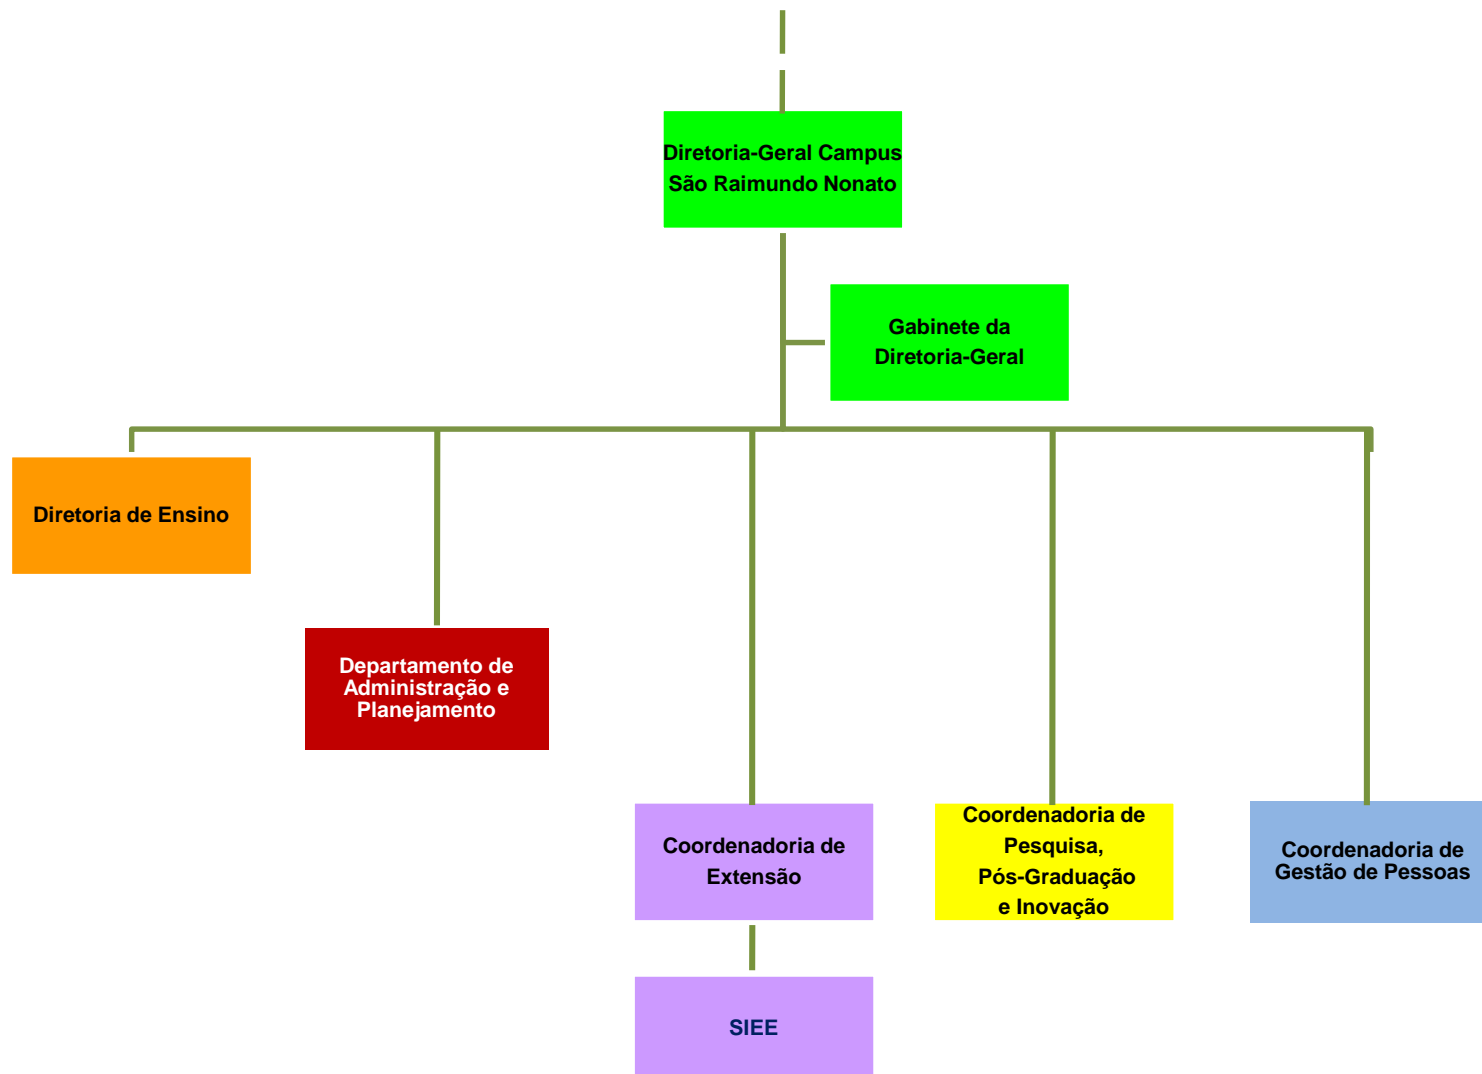 Diretoria-Geral Campus
São Raimundo Nonato
Gabinete da
Diretoria-Geral
Diretoria de Ensino
Departamento de
Administração e
Planejamento
Coordenadoria de
Extensão
Coordenadoria de
Pesquisa,
Pós-Graduação
e Inovação
Coordenadoria de
Gestão de Pessoas
SIEE